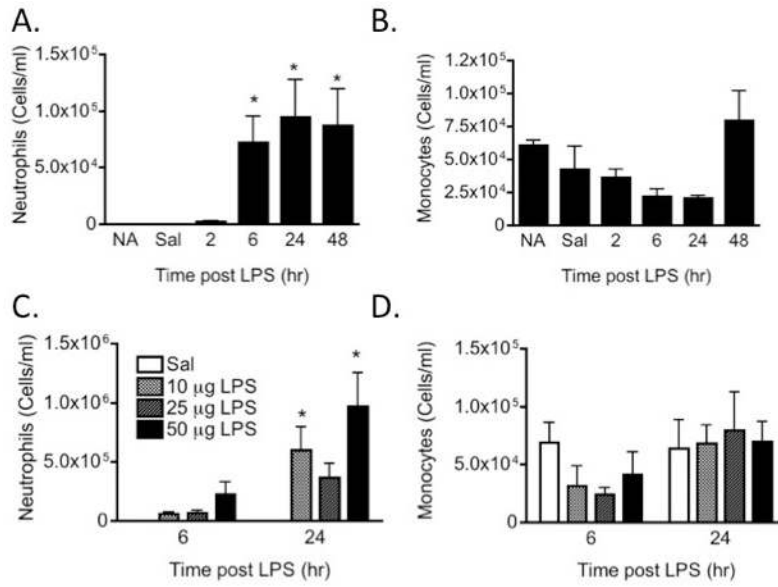 A.
Neutrophils (Cells/ml)
1.5x10⁵
1.0x10⁵
5.0x10⁴
0
* * *
NA Sal 2 6 24 48
Time post LPS (hr)
B.
Monocytes (Cells/ml)
1.2x10⁵
1.0x10⁵
7.5x10⁴
5.0x10⁴
2.5x10⁴
0
NA Sal 2 6 24 48
Time post LPS (hr)
C.
Neutrophils (Cells/ml)
1.5x10⁶
1.0x10⁶
5.0x10⁵
0
Sal
10 µg LPS
25 µg LPS
50 µg LPS
* *
6 24
Time post LPS (hr)
D.
Monocytes (Cells/ml)
1.5x10⁵
1.0x10⁵
5.0x10⁴
0
6 24
Time post LPS (hr)